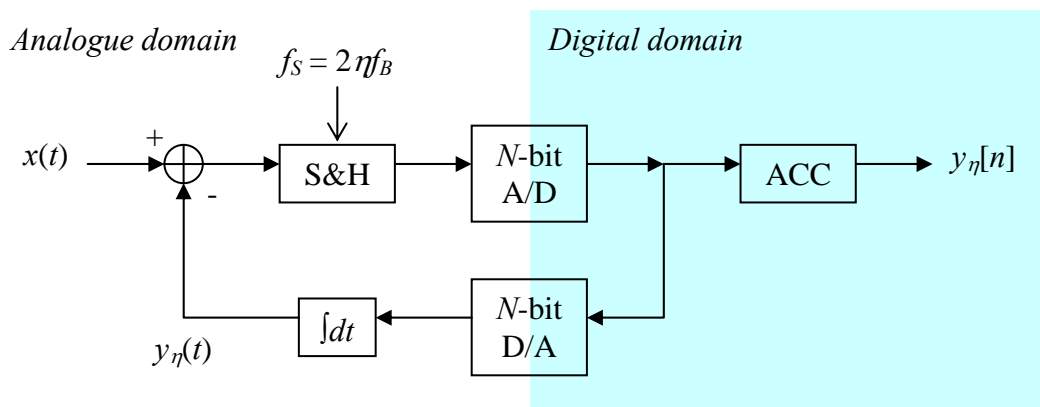 Analogue domain
Digital domain
f_S = 2ηf_B
x(t)
+
-
S&H
N-bit
A/D
ACC
y_η[n]
∫dt
N-bit
D/A
y_η(t)